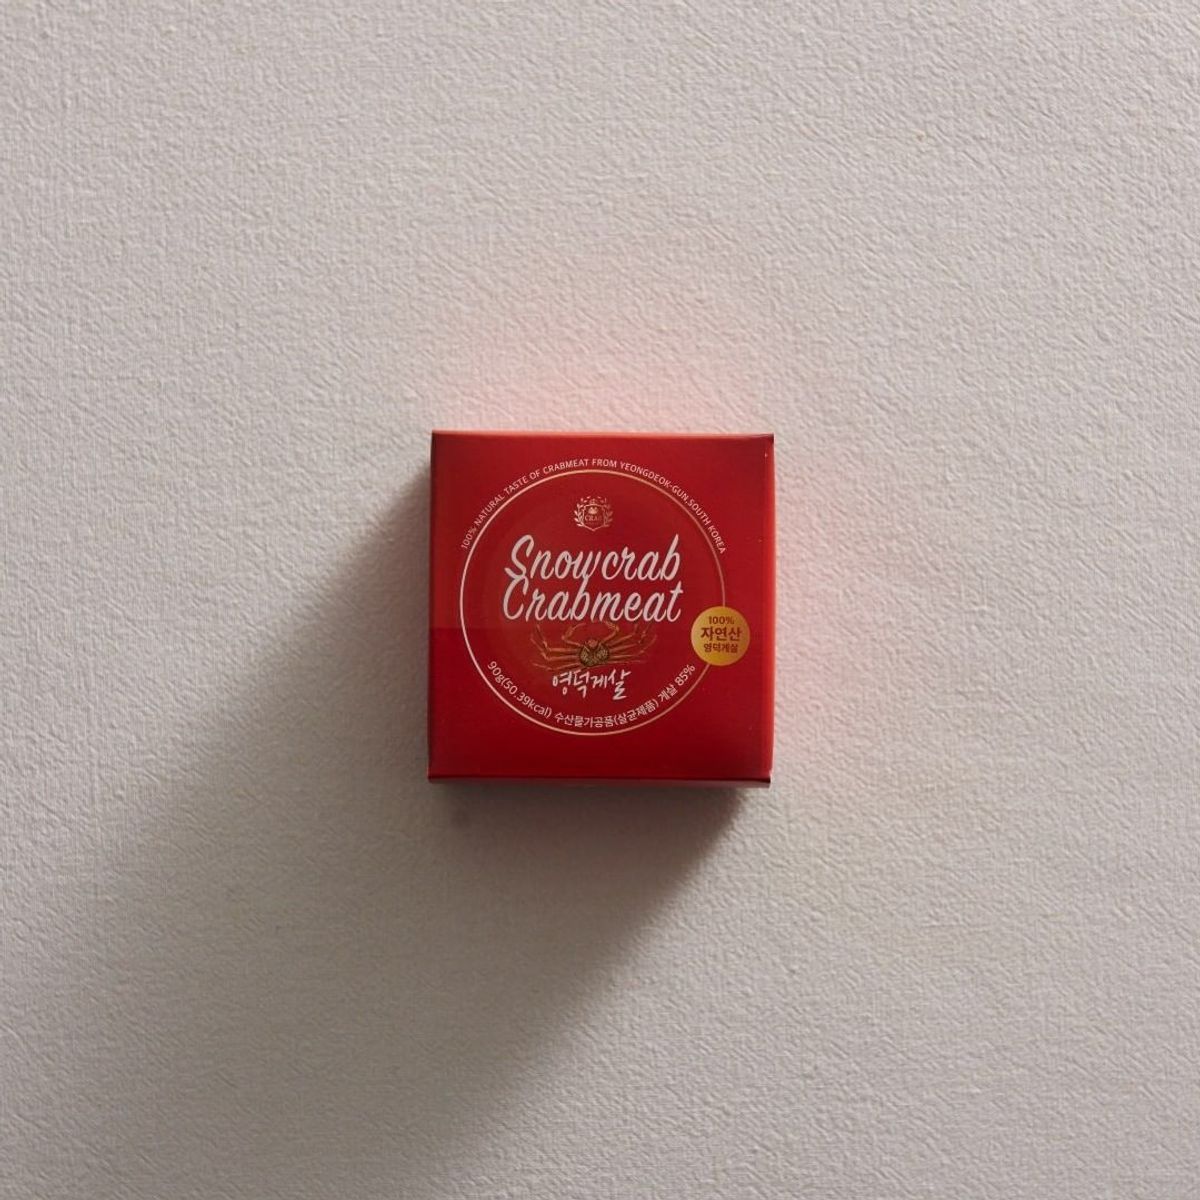 100% NATURAL TASTE OF CRABMEAT FROM YEONGDEOK-GUN, SOUTH KOREA
CRAB
Snowcrab
Crabmeat
100%
자연산
영덕게살
영덕게살
90g(50.39kcal) 수산물가공품(살균제품) 게살 85%